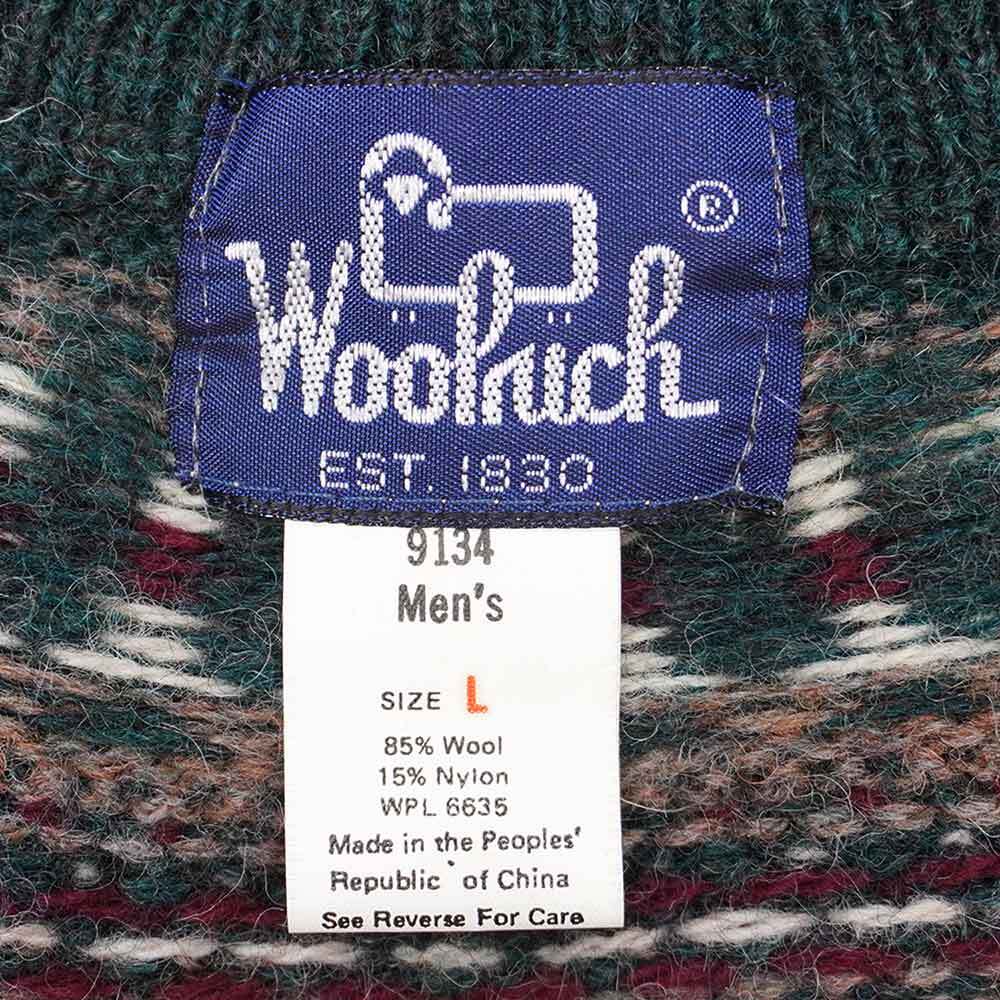 Woolrich ®
EST. 1830
9134
Men's
SIZE L
85% Wool
15% Nylon
WPL 6635
Made in the Peoples'
Republic of China
See Reverse For Care